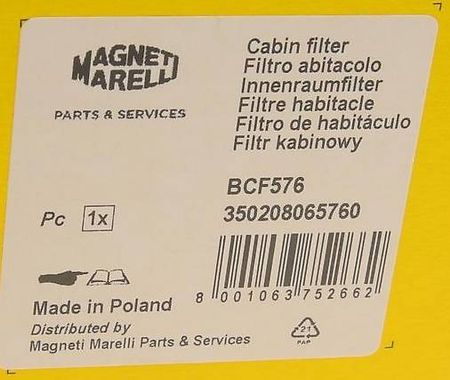 MAGNETI
MARELLI
PARTS & SERVICES
Cabin filter
Filtro abitacolo
Innenraumfilter
Filtre habitacle
Filtro de habitáculo
Filtr kabinowy
BCF576
350208065760
Pc 1x
8 001063 752662
Made in Poland
Distributed by
Magneti Marelli Parts & Services
21
PAP